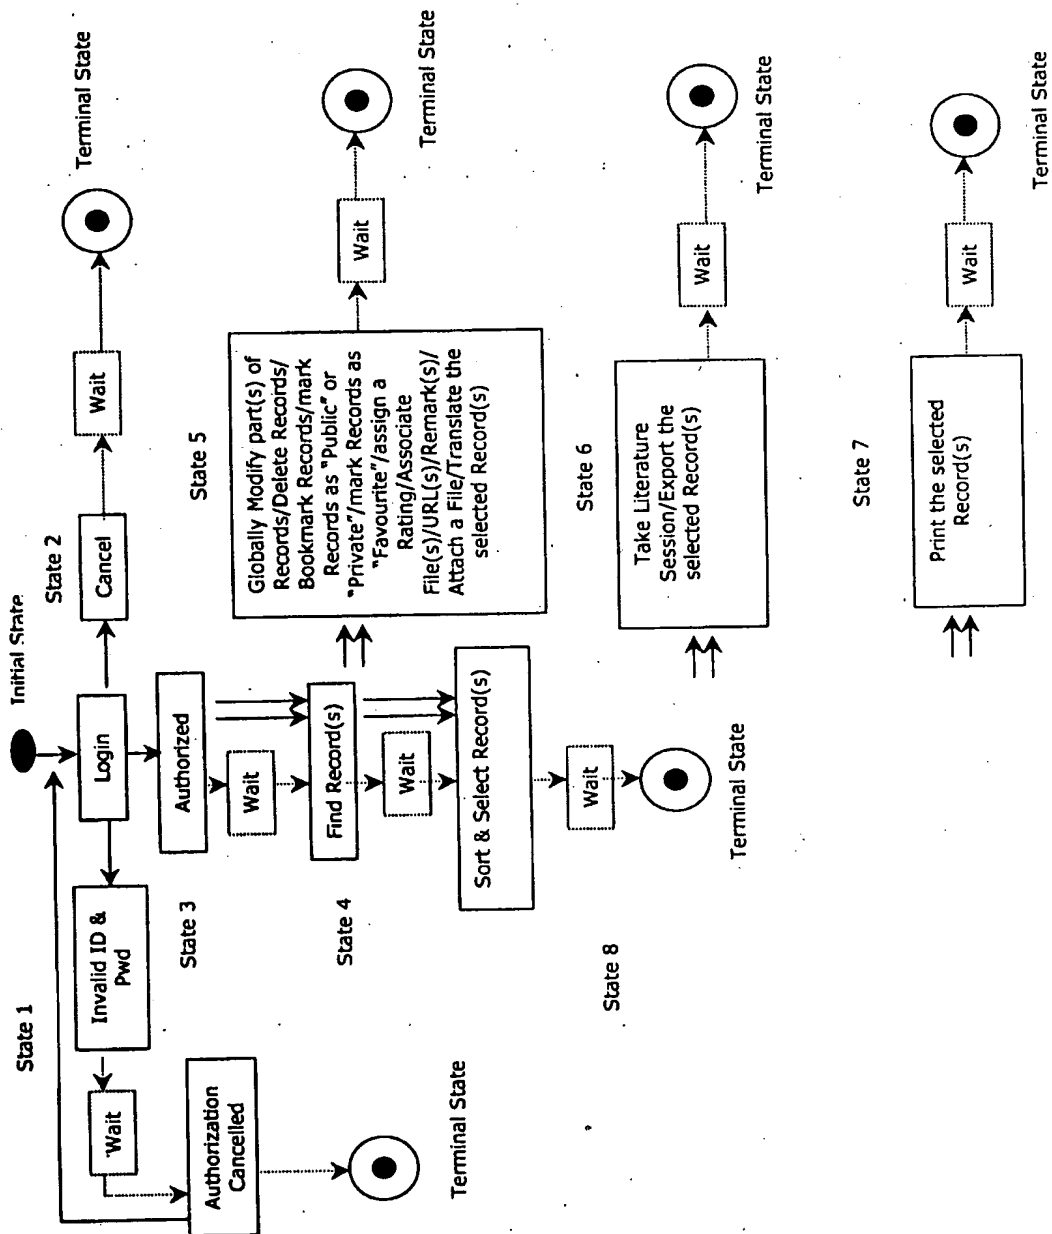 Initial State
State 1
State 2
Login
Cancel
Wait
Terminal State
Invalid ID &
Pwd
Wait
Authorization
Cancelled
Terminal State
State 3
Authorized
Wait
State 4
Find Record(s)
Wait
Sort & Select Record(s)
State 8
Wait
Terminal State
State 5
Globally Modify part(s) of
Records/Delete Records/
Bookmark Records/mark
Records as "Public" or
"Private"/mark Records as
"Favourite"/assign a
Rating/Associate
File(s)/URL(s)/Remark(s)/
Attach a File/Translate the
selected Record(s)
Wait
Terminal State
State 6
Take Literature
Session/Export the
selected Record(s)
Wait
Terminal State
State 7
Print the selected
Record(s)
Wait
Terminal State